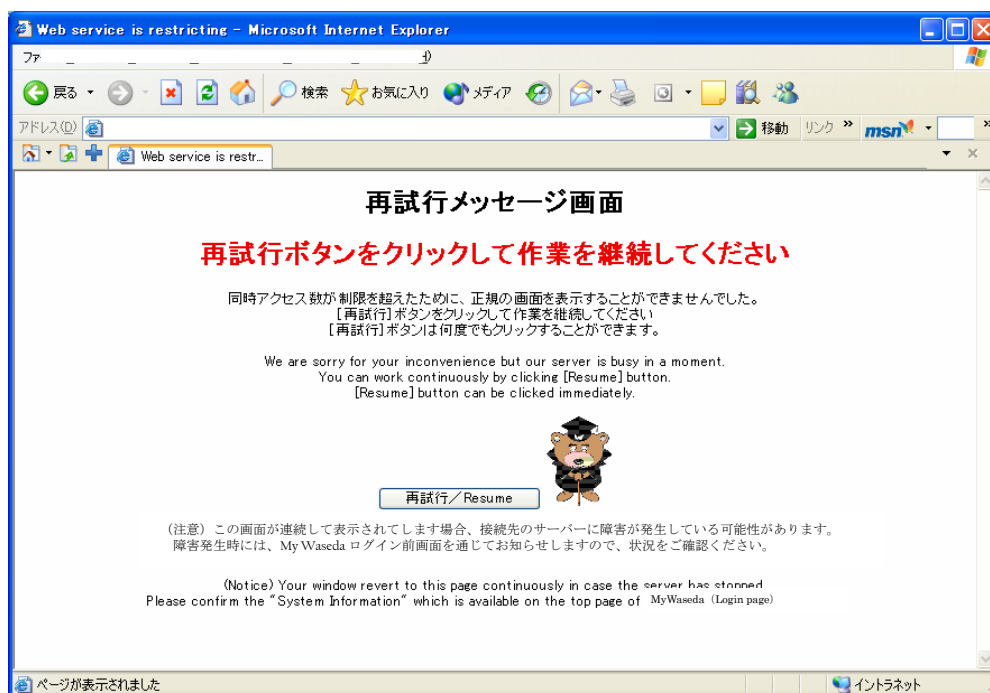 Web service is restricting - Microsoft Internet Explorer
ファ
戻る 検索 お気に入り メディア
アドレス(D) 移動 リンク » msn »
Web service is restr...
再試行メッセージ画面
再試行ボタンをクリックして作業を継続してください
同時アクセス数が制限を超えたために、正規の画面を表示することができませんでした。
[再試行]ボタンをクリックして作業を継続してください
[再試行]ボタンは何度でもクリックすることができます。
We are sorry for your inconvenience but our server is busy in a moment.
You can work continuously by clicking [Resume] button.
[Resume] button can be clicked immediately.
再試行／Resume
（注意）この画面が連続して表示されてします場合、接続先のサーバーに障害が発生している可能性があります。
障害発生時には、My Waseda ログイン前画面を通じてお知らせしますので、状況をご確認ください。
(Notice) Your window revert to this page continuously in case the server has stopped
Please confirm the "System Information" which is available on the top page of MyWaseda（Login page）
ページが表示されました イントラネット